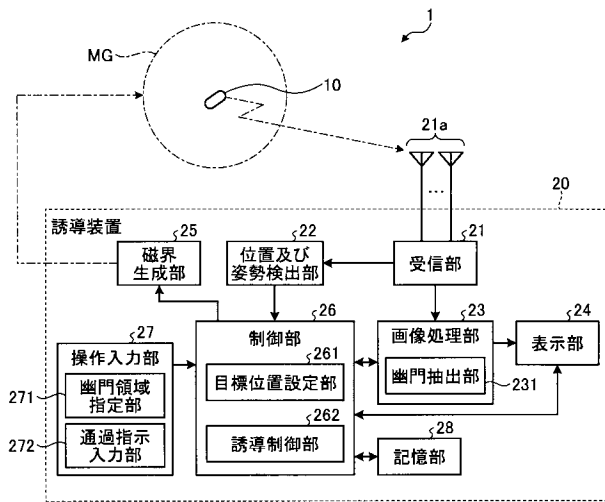 1
MG
10
21a
...
20
誘導装置
25
磁界
生成部
22
位置及び
姿勢検出部
21
受信部
27
操作入力部
271
幽門領域
指定部
272
通過指示
入力部
26
制御部
261
目標位置設定部
262
誘導制御部
23
画像処理部
幽門抽出部
231
24
表示部
28
記憶部